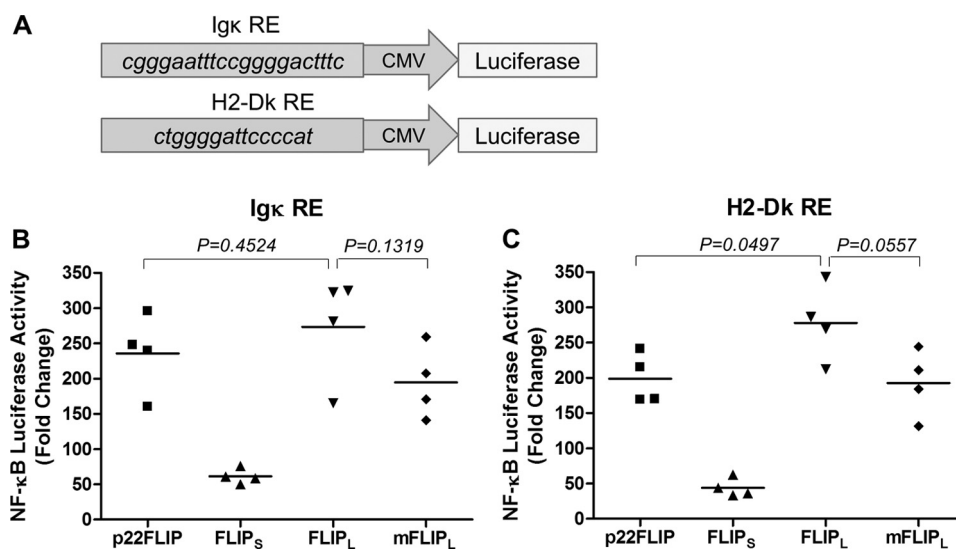 A
Igκ RE
cgggaatttccggggactttc CMV Luciferase
H2-Dk RE
ctggggattccccat CMV Luciferase
Igκ RE
B
P=0.4524
P=0.1319
NF-κB Luciferase Activity
(Fold Change)
350
300
250
200
150
100
50
0
p22FLIP FLIPS FLIPL mFLIPL
H2-Dk RE
C
P=0.0497
P=0.0557
NF-κB Luciferase Activity
(Fold Change)
350
300
250
200
150
100
50
0
p22FLIP FLIPS FLIPL mFLIPL